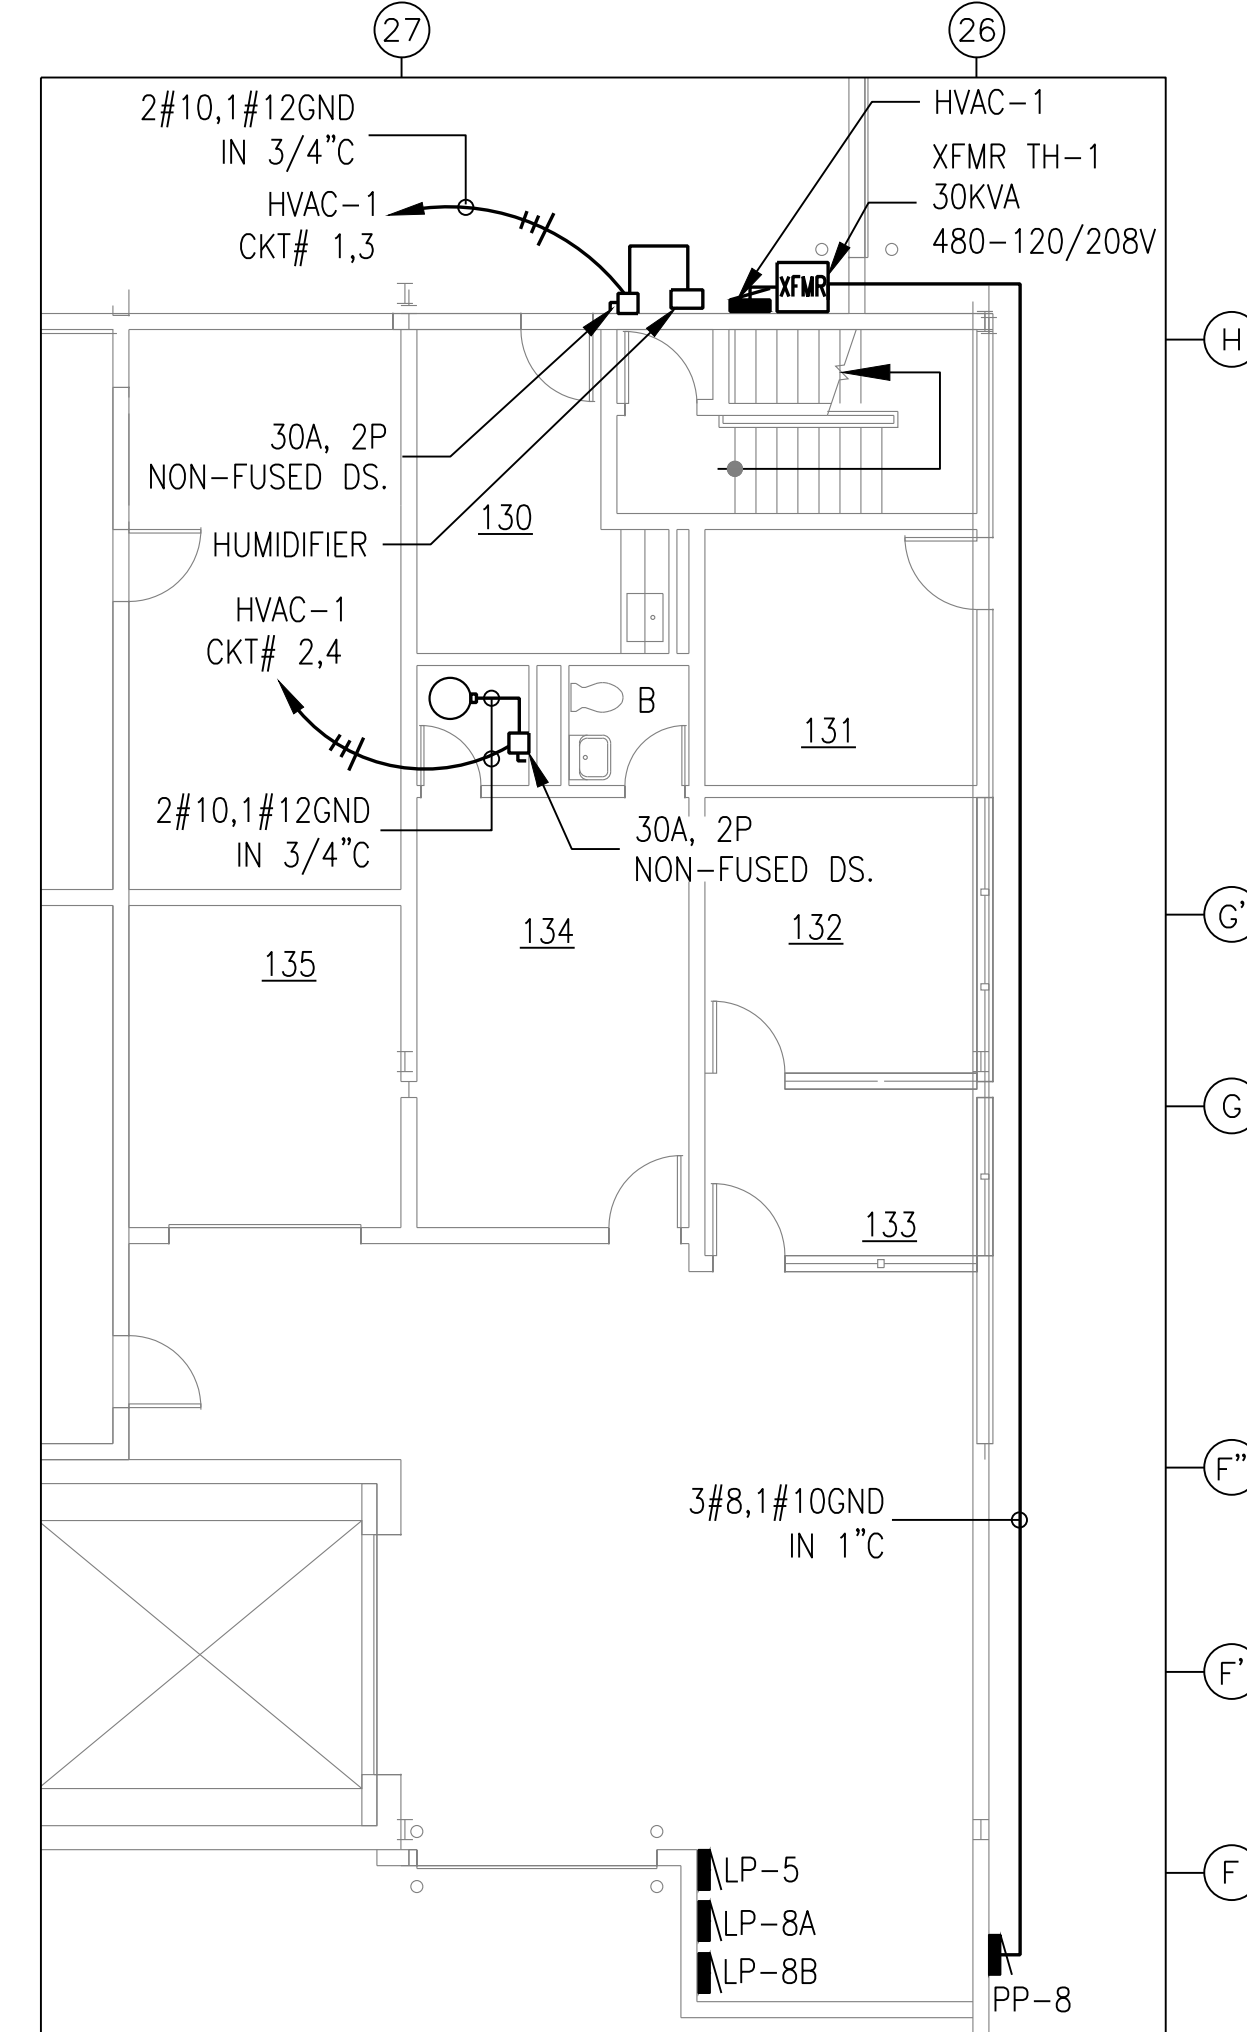 27
26
2#10,1#12GND
IN 3/4"C
HVAC-1
CKT# 1,3
HVAC-1
XFMR TH-1
30KVA
480-120/208V
XFMR
H
30A, 2P
NON-FUSED DS.
130
HUMIDIFIER
HVAC-1
CKT# 2,4
B
131
2#10,1#12GND
IN 3/4"C
30A, 2P
NON-FUSED DS.
G'
132
134
135
G
133
F"
3#8,1#10GND
IN 1"C
F'
F
LP-5
LP-8A
LP-8B
PP-8